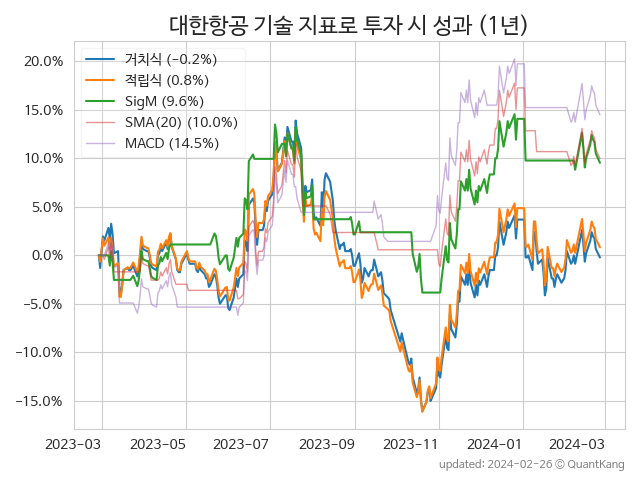 대한항공 기술 지표로 투자 시 성과 (1년)
거치식 (−0.2%)
적립식 (0.8%)
SigM (9.6%)
SMA(20) (10.0%)
MACD (14.5%)
20.0%
15.0%
10.0%
5.0%
0.0%
−5.0%
−10.0%
−15.0%
2023-03 2023-05 2023-07 2023-09 2023-11 2024-01 2024-03
updated: 2024-02-26 © QuantKang